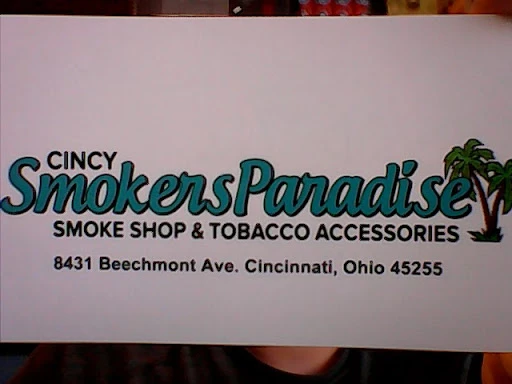 CINCY
SmokersParadise
SMOKE SHOP & TOBACCO ACCESSORIES
8431 Beechmont Ave. Cincinnati, Ohio 45255